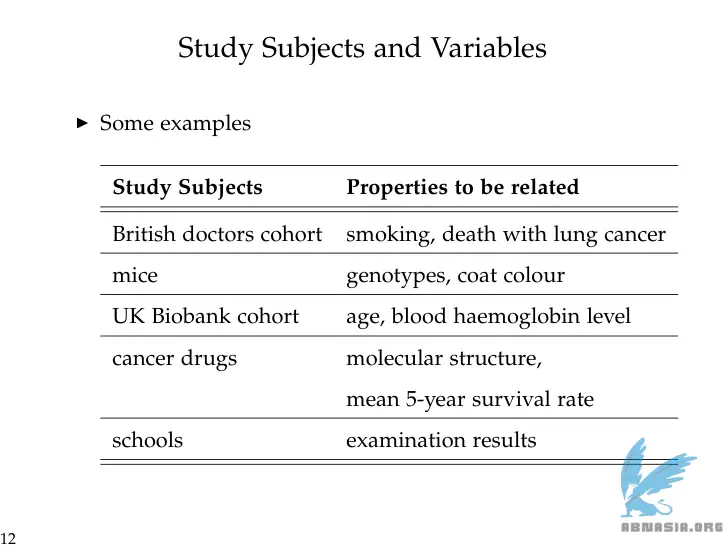 Study Subjects and Variables
▶ Some examples
Study Subjects Properties to be related
British doctors cohort smoking, death with lung cancer
mice genotypes, coat colour
UK Biobank cohort age, blood haemoglobin level
cancer drugs molecular structure,
mean 5-year survival rate
schools examination results
ABNASIA.ORG
12